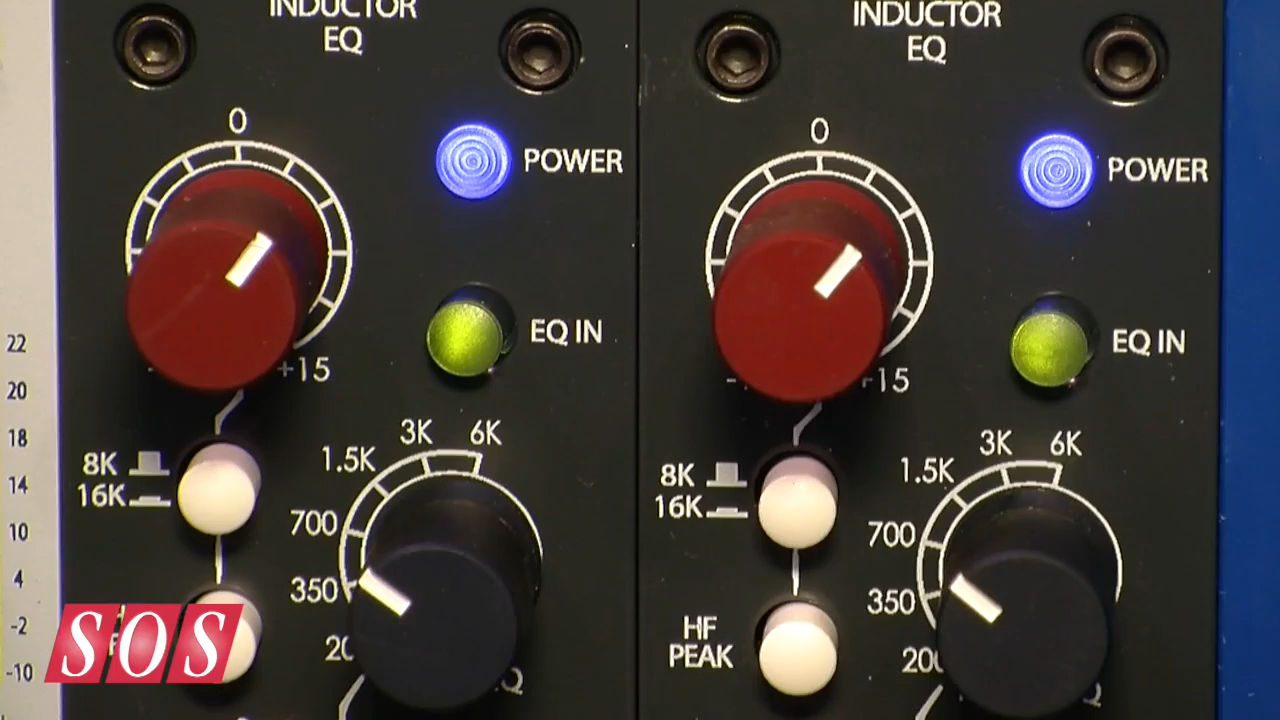 INDUCTOR
EQ
0
POWER
EQ IN
+15
8K
16K
1.5K
3K
6K
700
350
22
20
18
14
10
4
-2
-10
SOS
INDUCTOR
EQ
0
POWER
EQ IN
15
8K
16K
1.5K
3K
6K
700
350
HF
PEAK